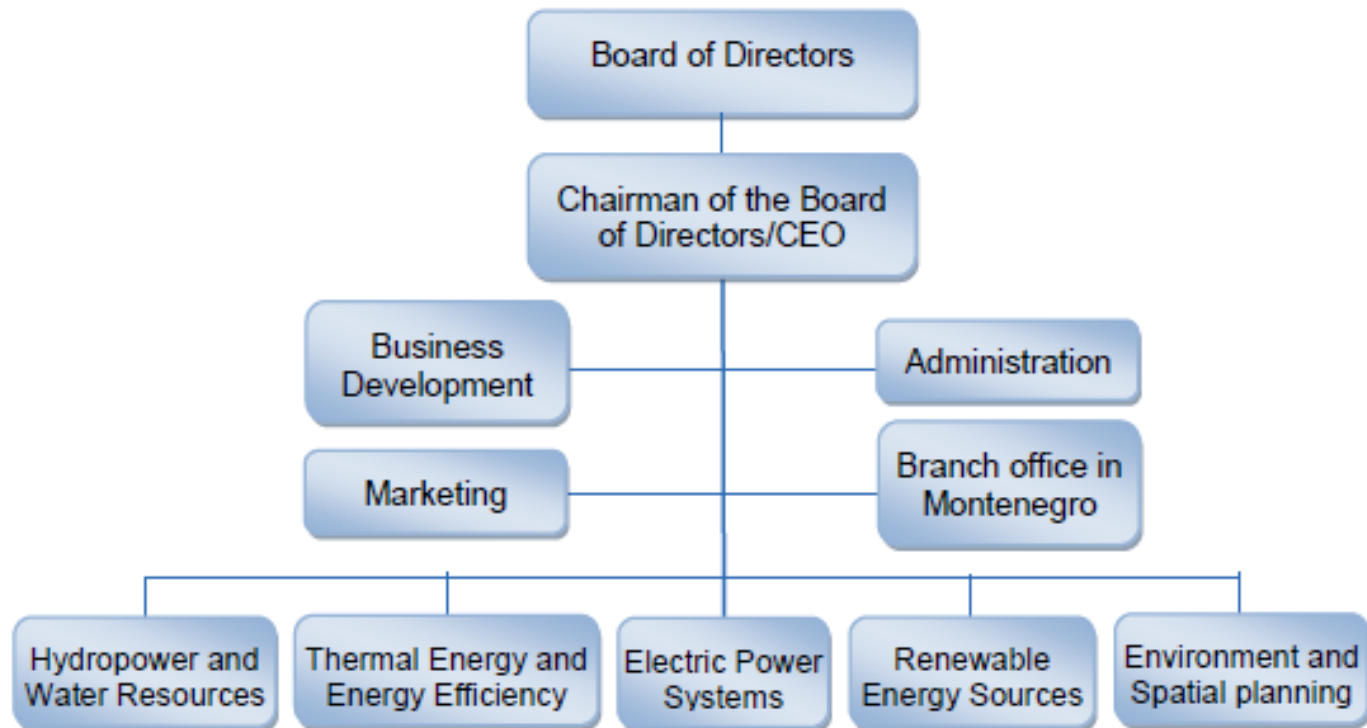 Board of Directors
Chairman of the Board
of Directors/CEO
Business
Development
Administration
Marketing
Branch office in
Montenegro
Hydropower and
Water Resources
Thermal Energy and
Energy Efficiency
Electric Power
Systems
Renewable
Energy Sources
Environment and
Spatial planning